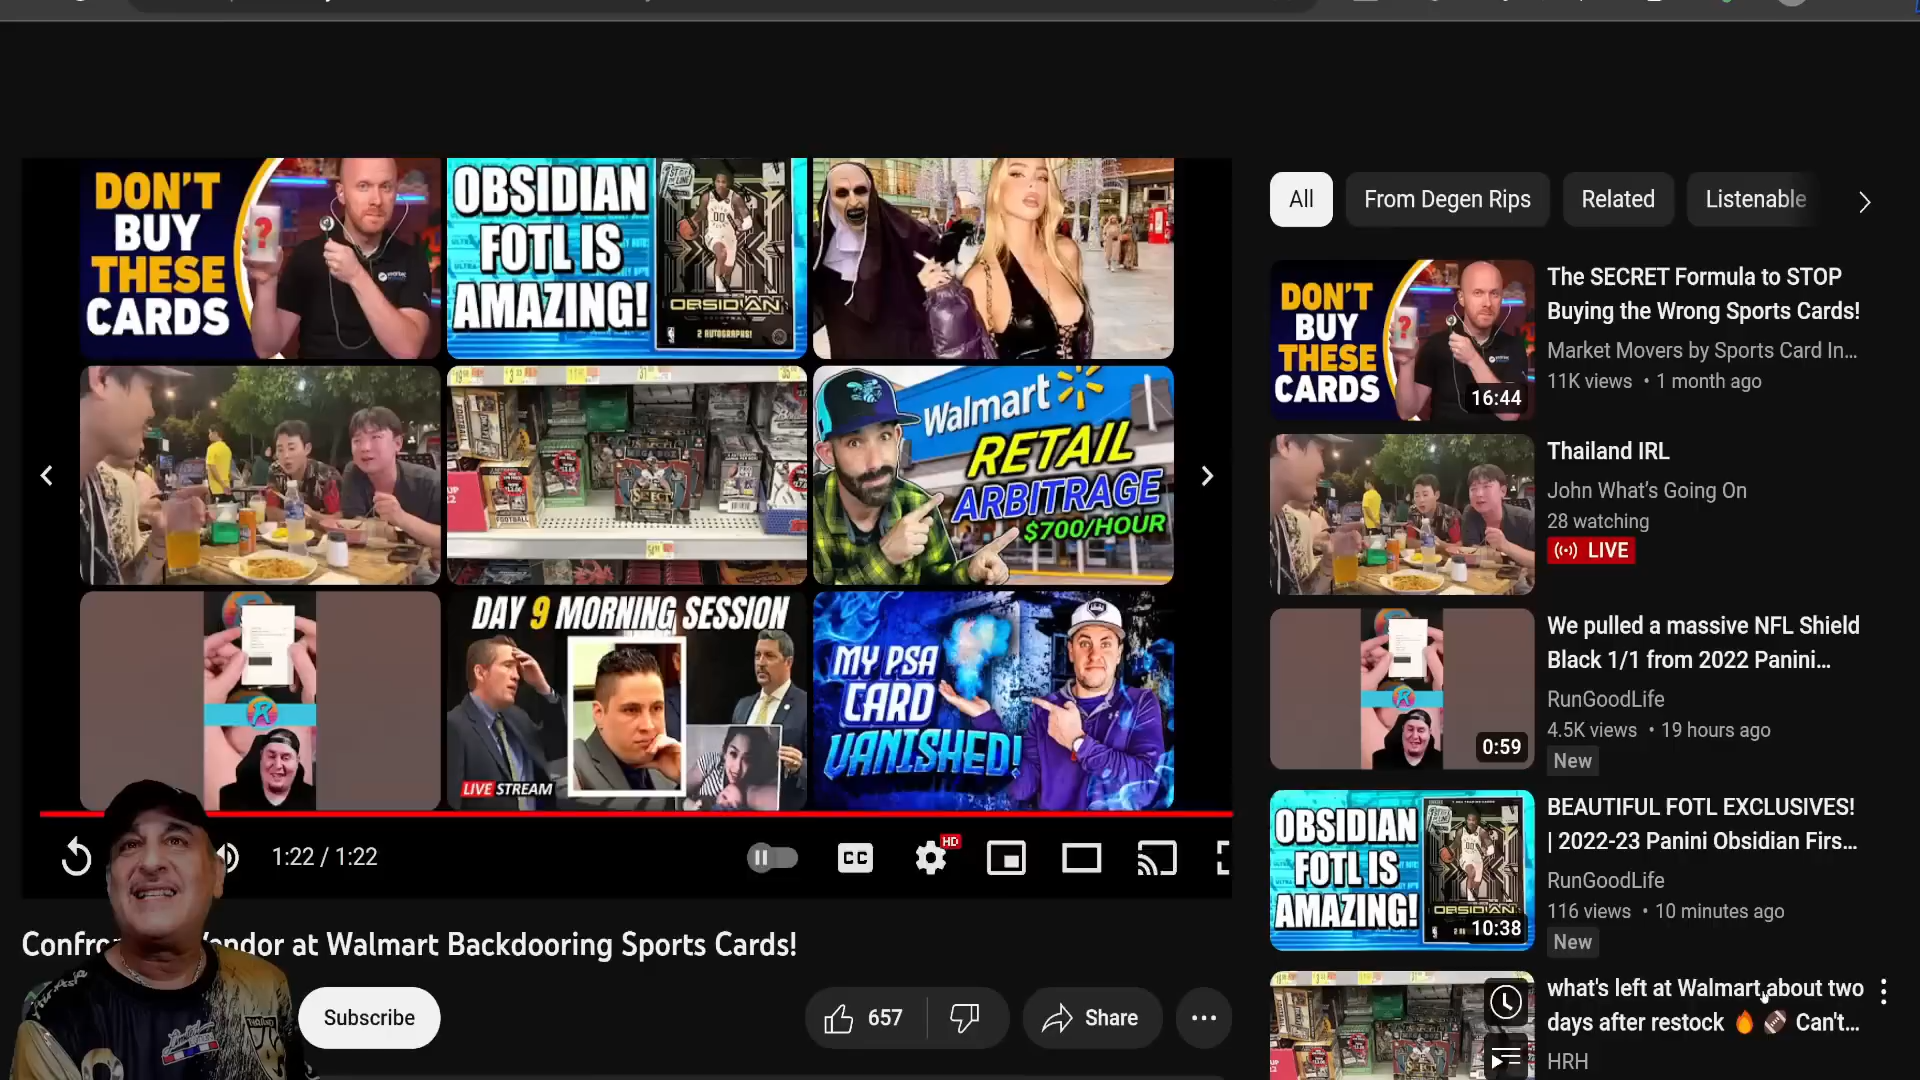 DON'T
BUY
THESE
CARDS
?
OBSIDIAN
FOTL IS
AMAZING!
OBSIDIAN
2 AUTOGRAPHS!
SELECT
FOOTBALL
Walmart
RETAIL
ARBITRAGE
$700/HOUR
R
DAY 9 MORNING SESSION
LIVE STREAM
MY PSA
CARD
VANISHED!
1:22 / 1:22
CC
HD
Confro
endor at Walmart Backdooring Sports Cards!
Subscribe
657
Share
All
From Degen Rips
Related
Listenable
DON'T
BUY
THESE
CARDS
?
16:44
The SECRET Formula to STOP
Buying the Wrong Sports Cards!
Market Movers by Sports Card In...
11K views • 1 month ago
Thailand IRL
John What's Going On
28 watching
LIVE
R
0:59
We pulled a massive NFL Shield
Black 1/1 from 2022 Panini...
RunGoodLife
4.5K views • 19 hours ago
New
OBSIDIAN
FOTL IS
AMAZING!
OBSIDIAN
10:38
BEAUTIFUL FOTL EXCLUSIVES!
| 2022-23 Panini Obsidian Firs...
RunGoodLife
116 views • 10 minutes ago
New
what's left at Walmart about two
days after restock 🔥 🏈 Can't...
HRH